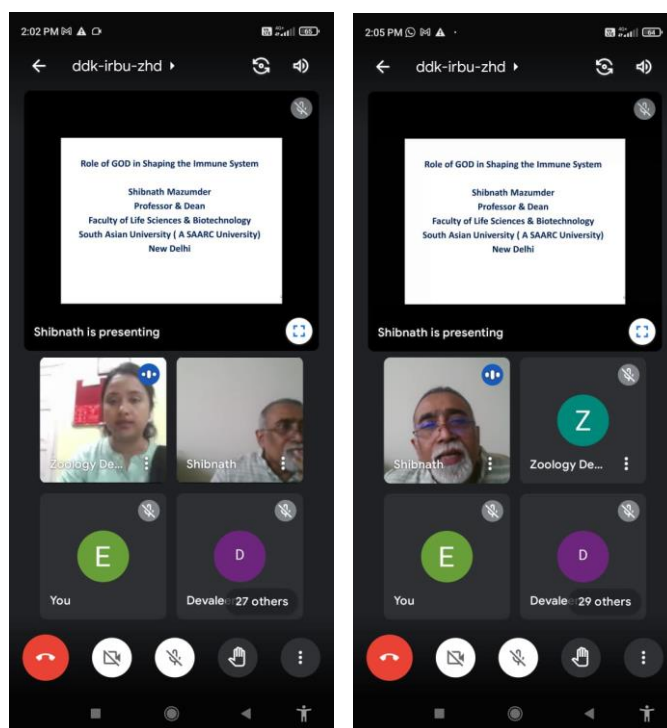 2:02 PM
65
ddk-irbu-zhd
Role of GOD in Shaping the Immune System
Shibnath Mazumder
Professor & Dean
Faculty of Life Sciences & Biotechnology
South Asian University ( A SAARC University)
New Delhi
Shibnath is presenting
Zoology De...
Shibnath
E
You
D
Devalee
27 others
2:05 PM
64
ddk-irbu-zhd
Role of GOD in Shaping the Immune System
Shibnath Mazumder
Professor & Dean
Faculty of Life Sciences & Biotechnology
South Asian University ( A SAARC University)
New Delhi
Shibnath is presenting
Shibnath
Z
Zoology De...
E
You
D
Devale
29 others